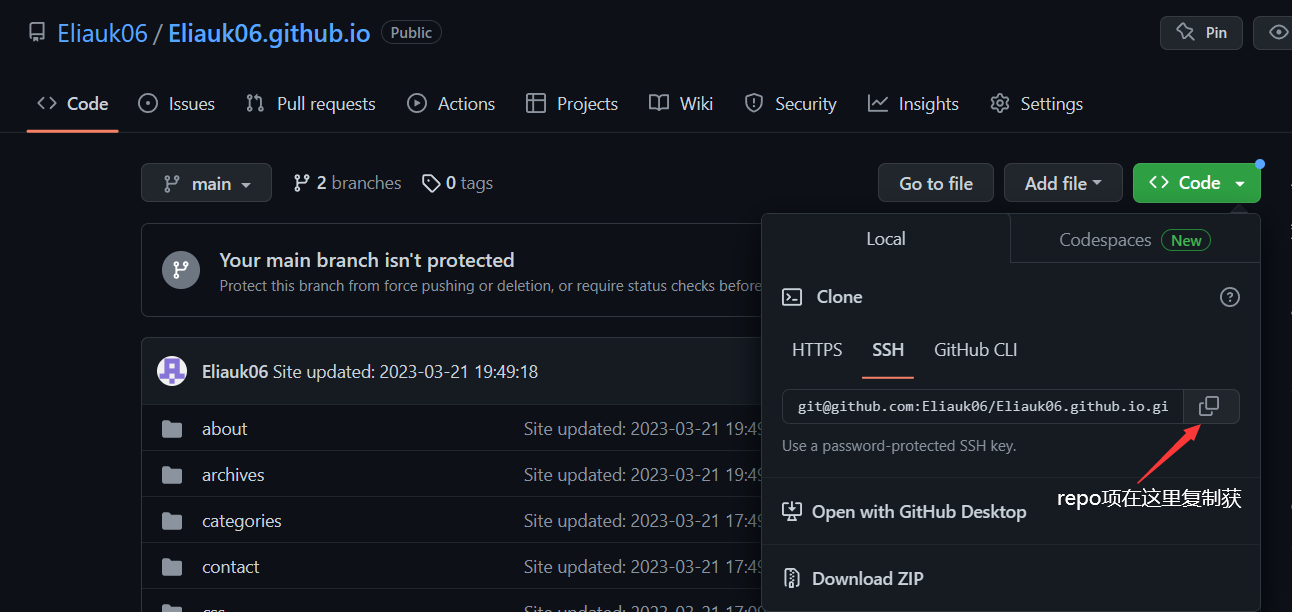 Eliauk06 / Eliauk06.github.io Public Pin
Code Issues Pull requests Actions Projects Wiki Security Insights Settings
main 2 branches 0 tags Go to file Add file Code
Local Codespaces New
Your main branch isn't protected
Protect this branch from force pushing or deletion, or require status checks before
Clone
HTTPS SSH GitHub CLI
Eliauk06 Site updated: 2023-03-21 19:49:18
git@github.com:Eliauk06/Eliauk06.github.io.gi
about Site updated: 2023-03-21 19:49
Use a password-protected SSH key.
archives Site updated: 2023-03-21 19:49
repo项在这里复制获
Open with GitHub Desktop
categories Site updated: 2023-03-21 17:49
contact Site updated: 2023-03-21 17:49
Download ZIP